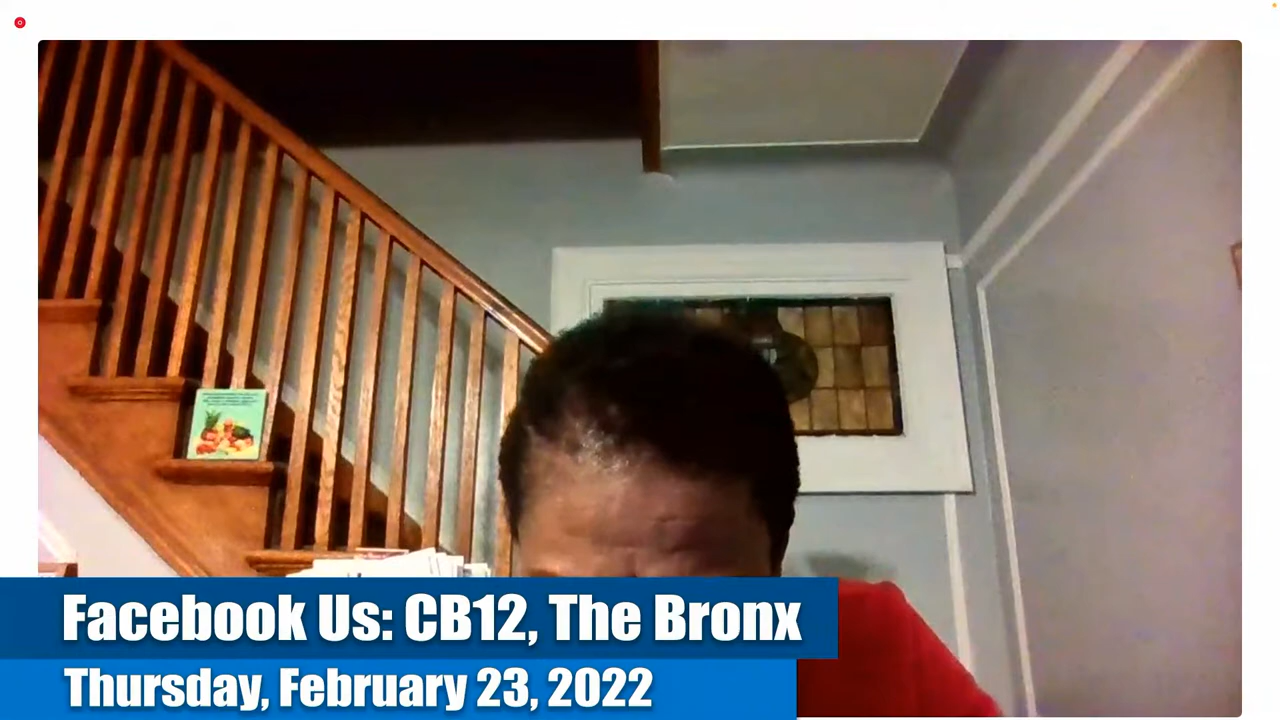 Facebook Us: CB12, The Bronx
Thursday, February 23, 2022